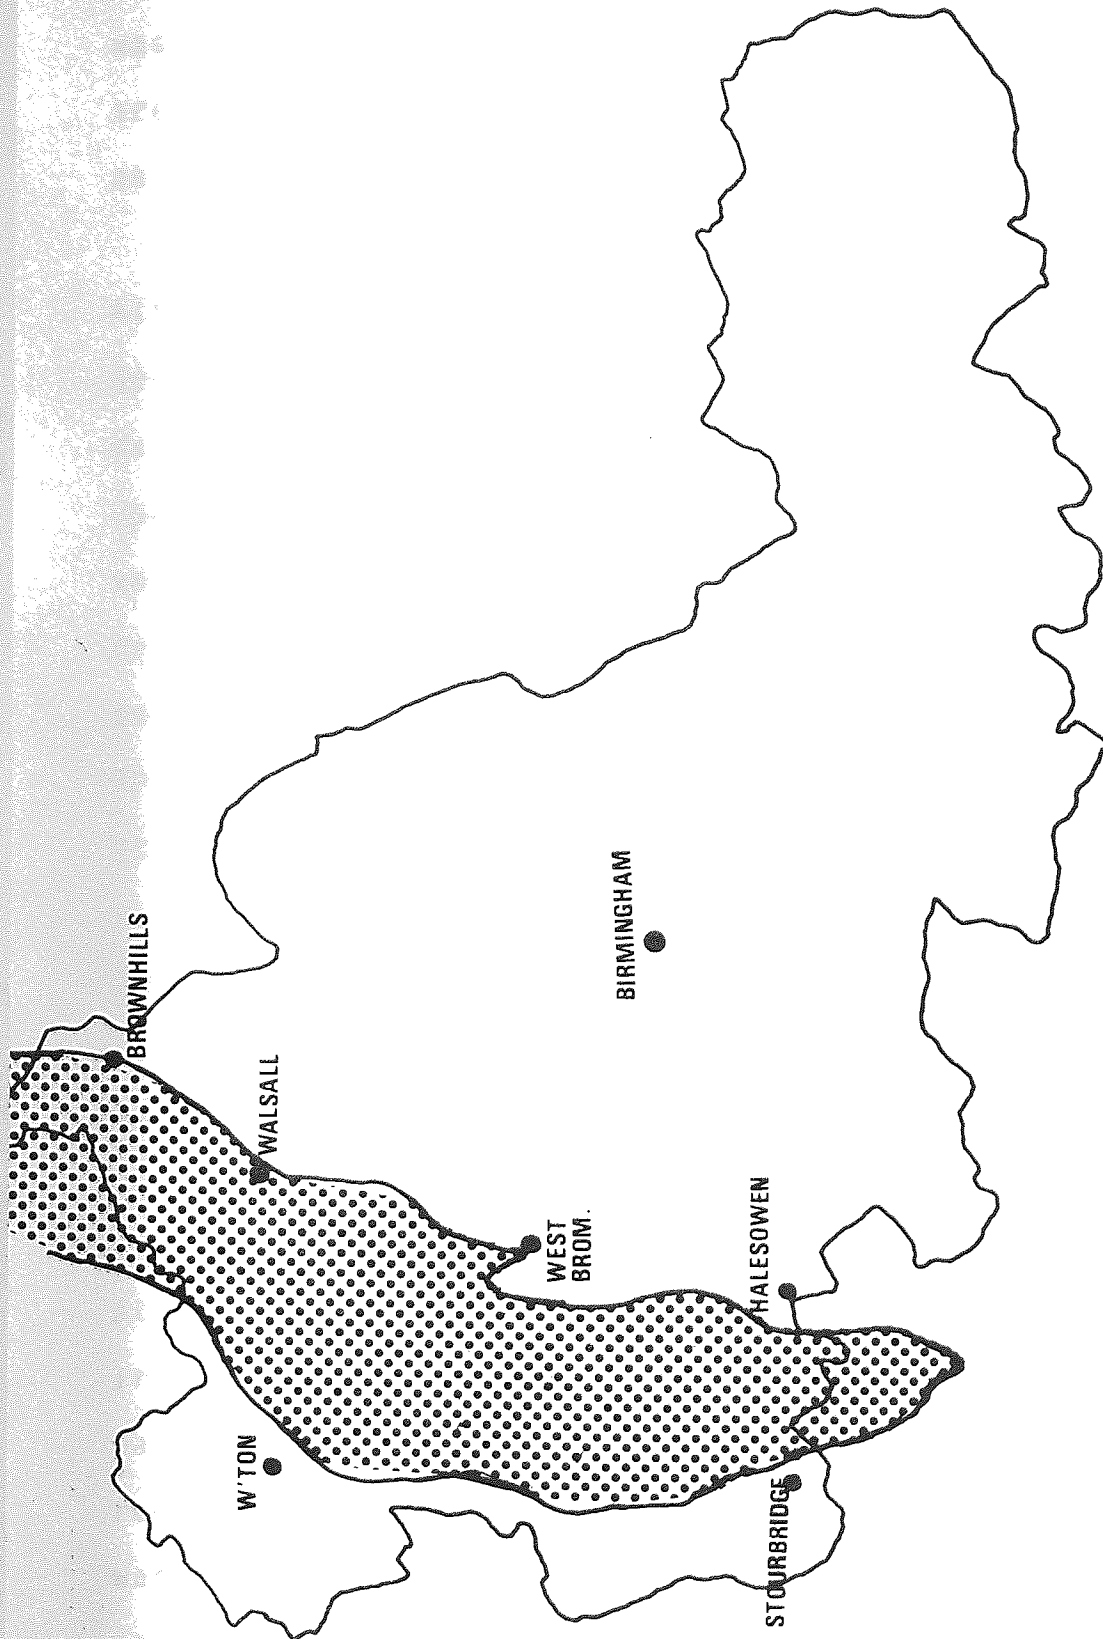 BROWNHILLS
WALSALL
W'TON
WEST
BROM.
BIRMINGHAM
HALESOWEN
STOURBRIDGE